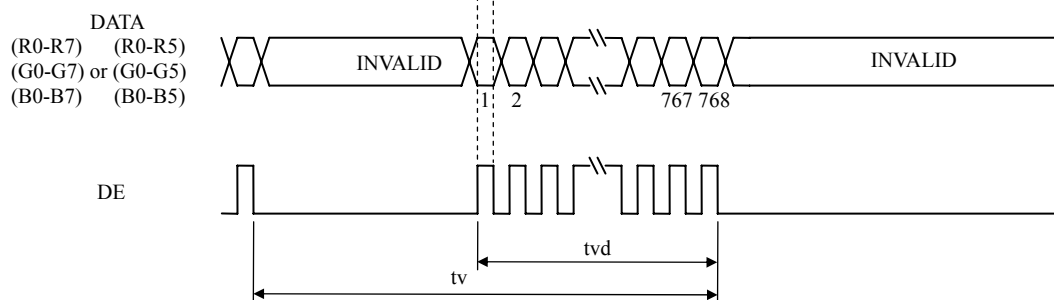 DATA
(R0-R7) (R0-R5)
(G0-G7) or (G0-G5)
(B0-B7) (B0-B5)
INVALID
INVALID
1 2 767 768
DE
tvd
tv